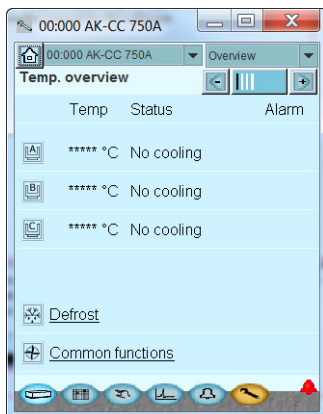 00:000 AK-CC 750A
00:000 AK-CC 750A Overview
Temp. overview
Temp Status Alarm
A ***** °C No cooling
B ***** °C No cooling
C ***** °C No cooling
Defrost
Common functions